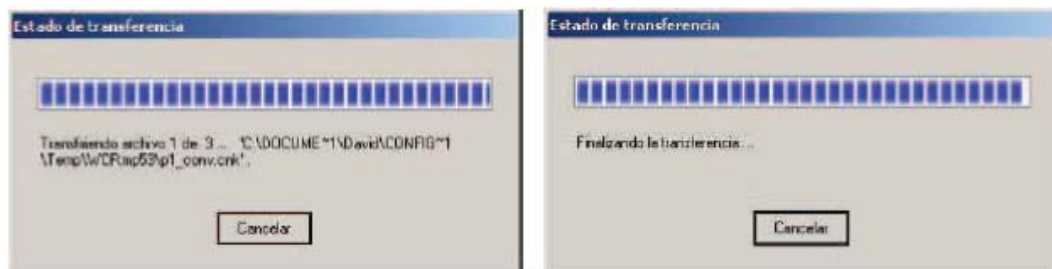 Estado de transferencia
Transfiriendo archivo 1 de 3 ... 'C:\DOCUME~1\David\CONFIG~1
\Temp\WCRtmp53\p1_conv.cnk'.
Cancelar
Estado de transferencia
Finalizando la transferencia ...
Cancelar